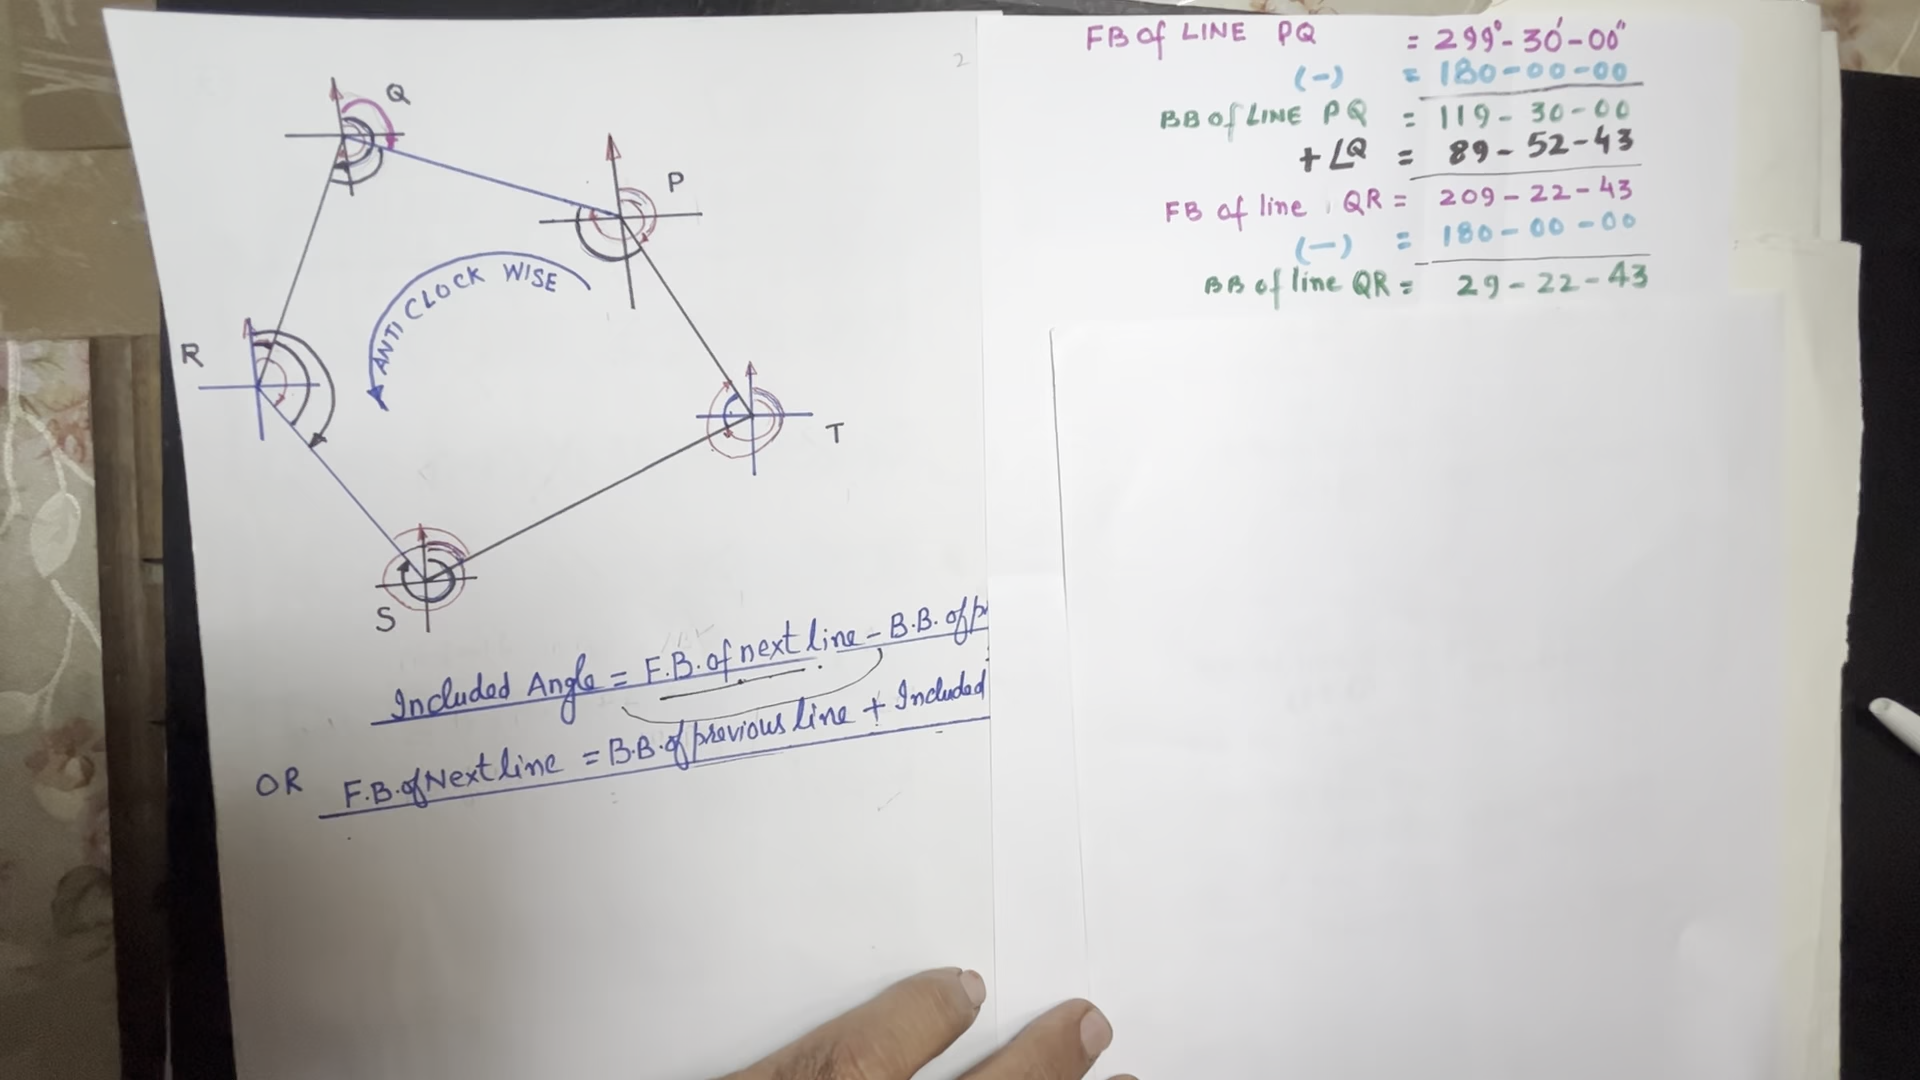 2
Q
P
ANTI CLOCK WISE
R
T
S
Included Angle = F.B. of next line - B.B. of
OR F.B. of Next line = B.B. of previous line + Included
FB of LINE PQ = 299°-30'-00"
(-) = 180-00-00
BB of LINE PQ = 119-30-00
+∠Q = 89-52-43
FB of line QR = 209-22-43
(-) = 180-00-00
BB of line QR = 29-22-43